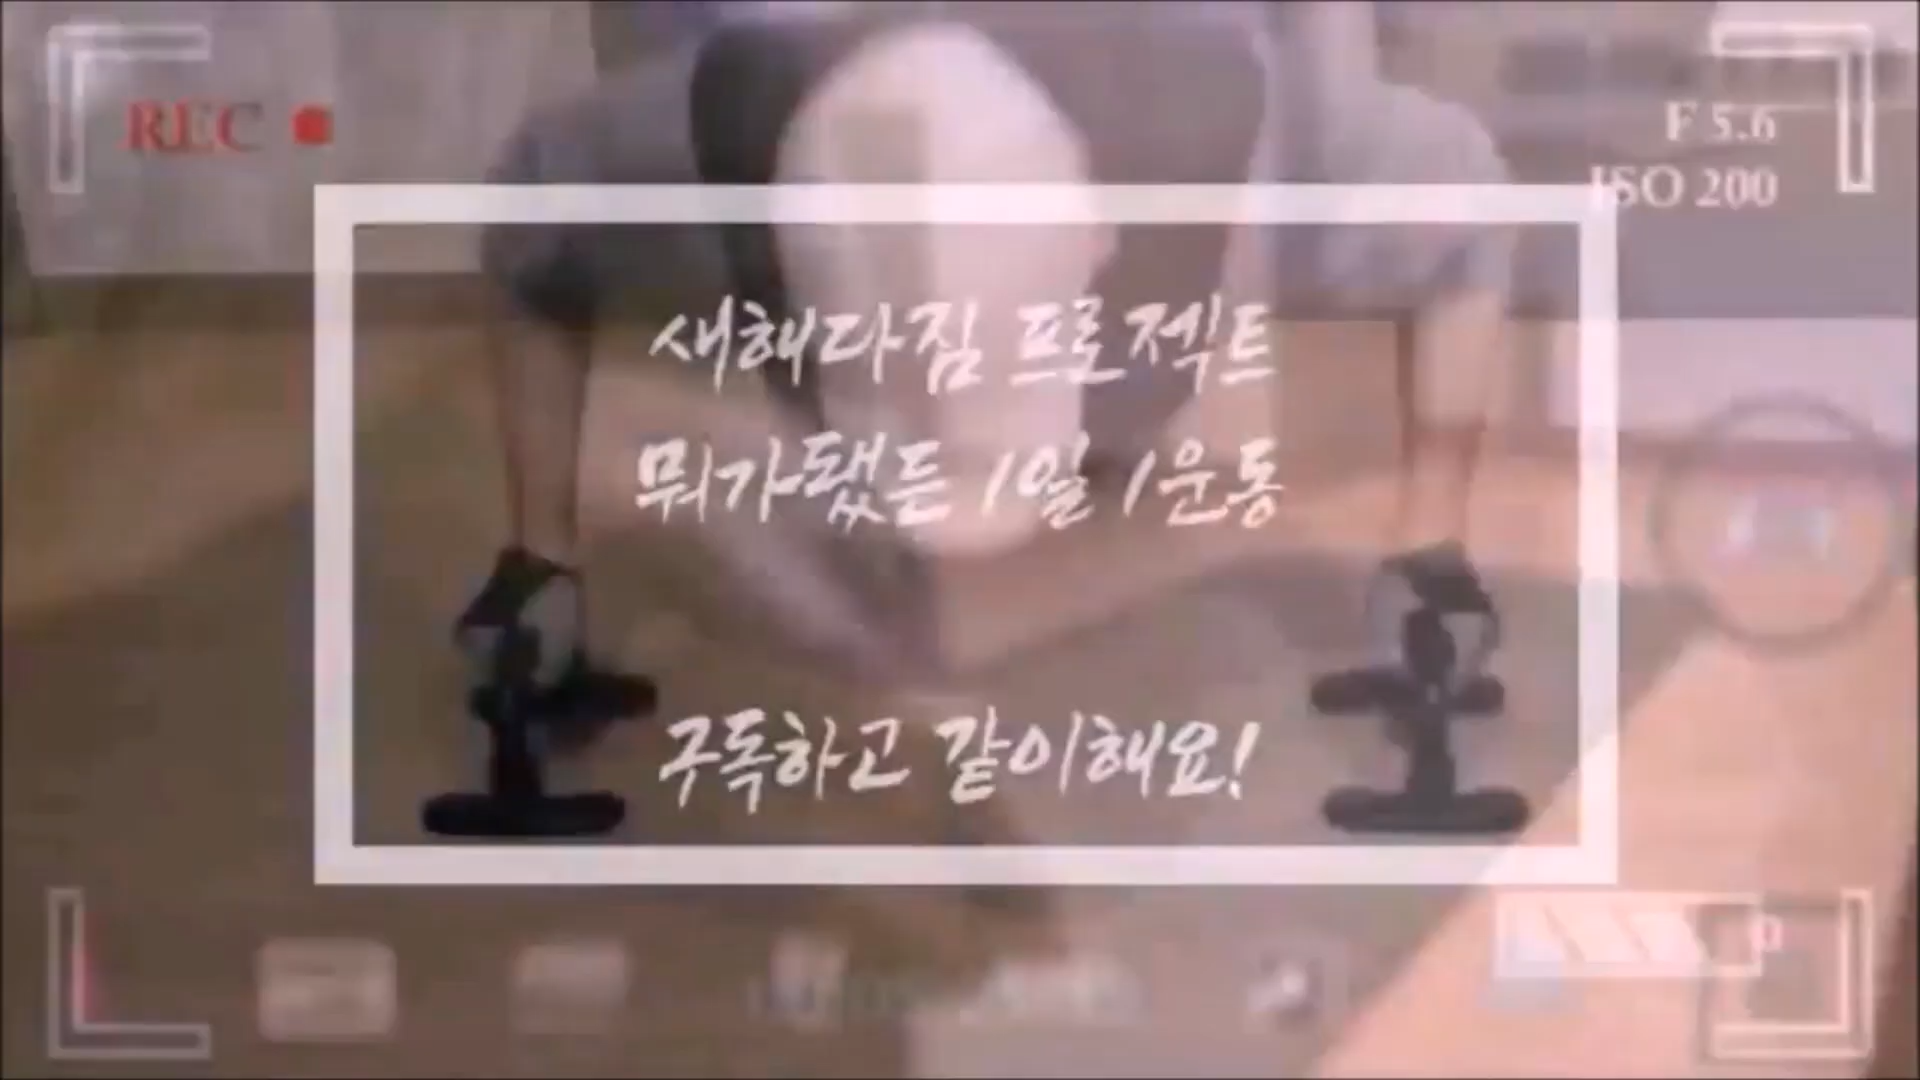 REC
F 5.6
ISO 200
새해다짐 프로젝트
뭐가됐든 1일 1운동
구독하고 같이해요!